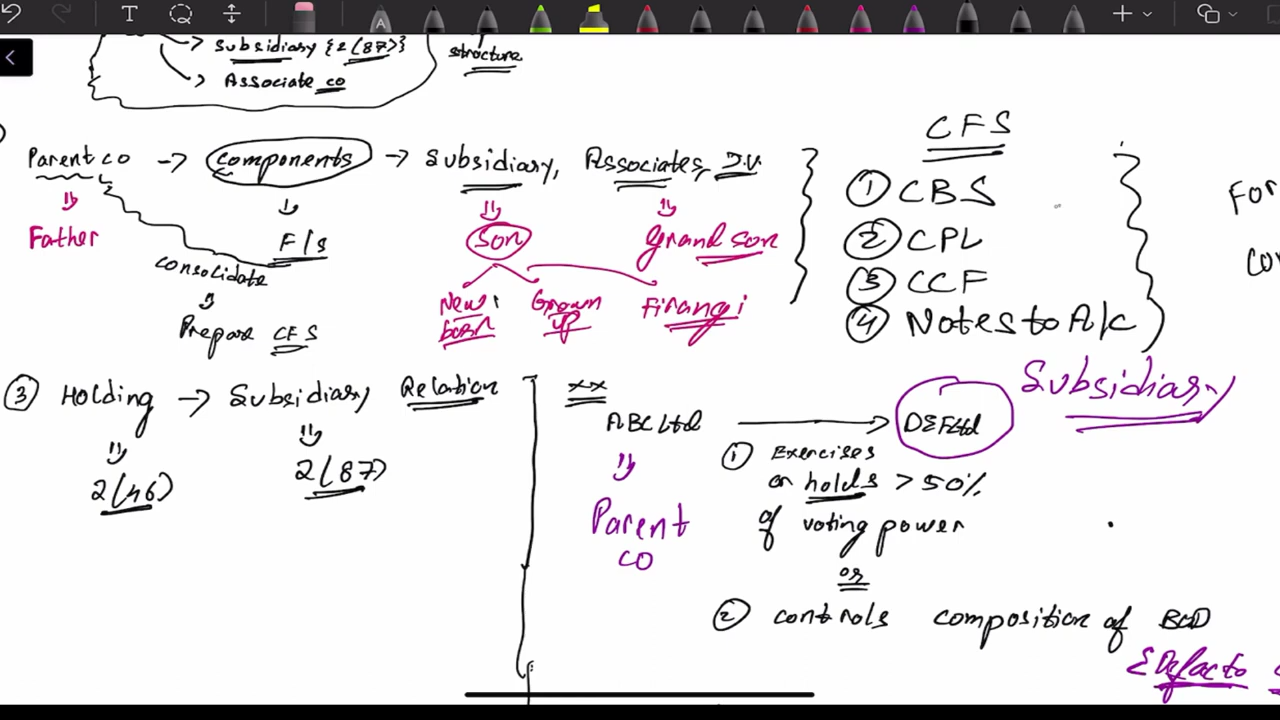 Subsidiary {2(87)}
Associate co
structure
Parent co → components → Subsidiary, Associates, J.V.
Father
F/s
Son
Grand son
consolidate
Prepare CFS
New born
Grown up
Firangi
CFS
① CBS
② CPL
③ CCF
④ Notes to A/c
For
③ Holding → Subsidiary Relation
2(46)
2(87)
××
ABC Ltd → DEF Ltd
Subsidiary
Parent co
① Exercises
or holds > 50%
of voting power
or
② controls composition of BOD
{Defacto